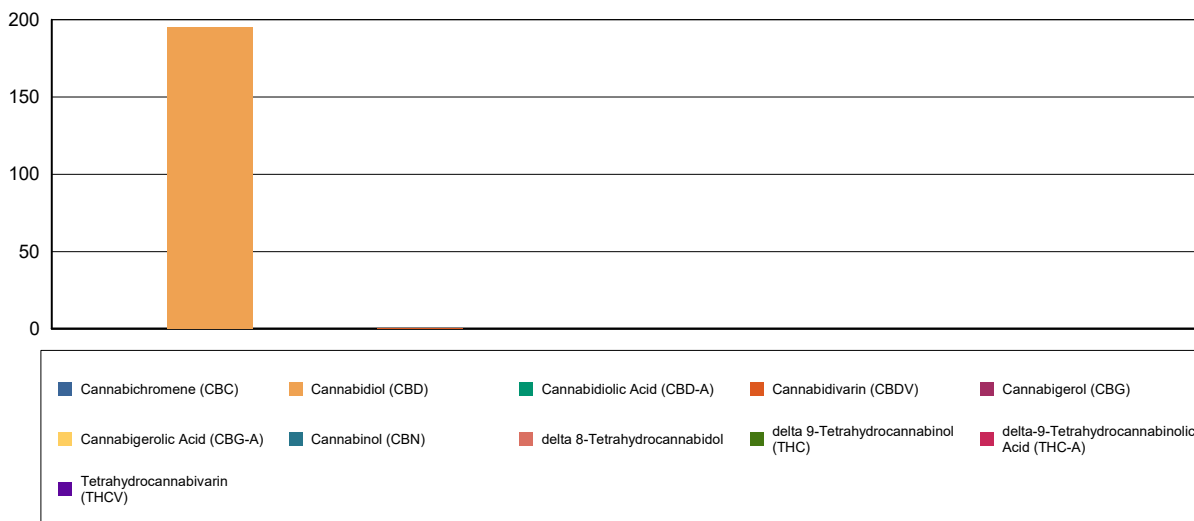 200
150
100
50
0
Cannabichromene (CBC)
Cannabidiol (CBD)
Cannabidiolic Acid (CBD-A)
Cannabidivarin (CBDV)
Cannabigerol (CBG)
Cannabigerolic Acid (CBG-A)
Cannabinol (CBN)
delta 8-Tetrahydrocannabidol
delta 9-Tetrahydrocannabinol
(THC)
delta-9-Tetrahydrocannabinolic
Acid (THC-A)
Tetrahydrocannabivarin
(THCV)